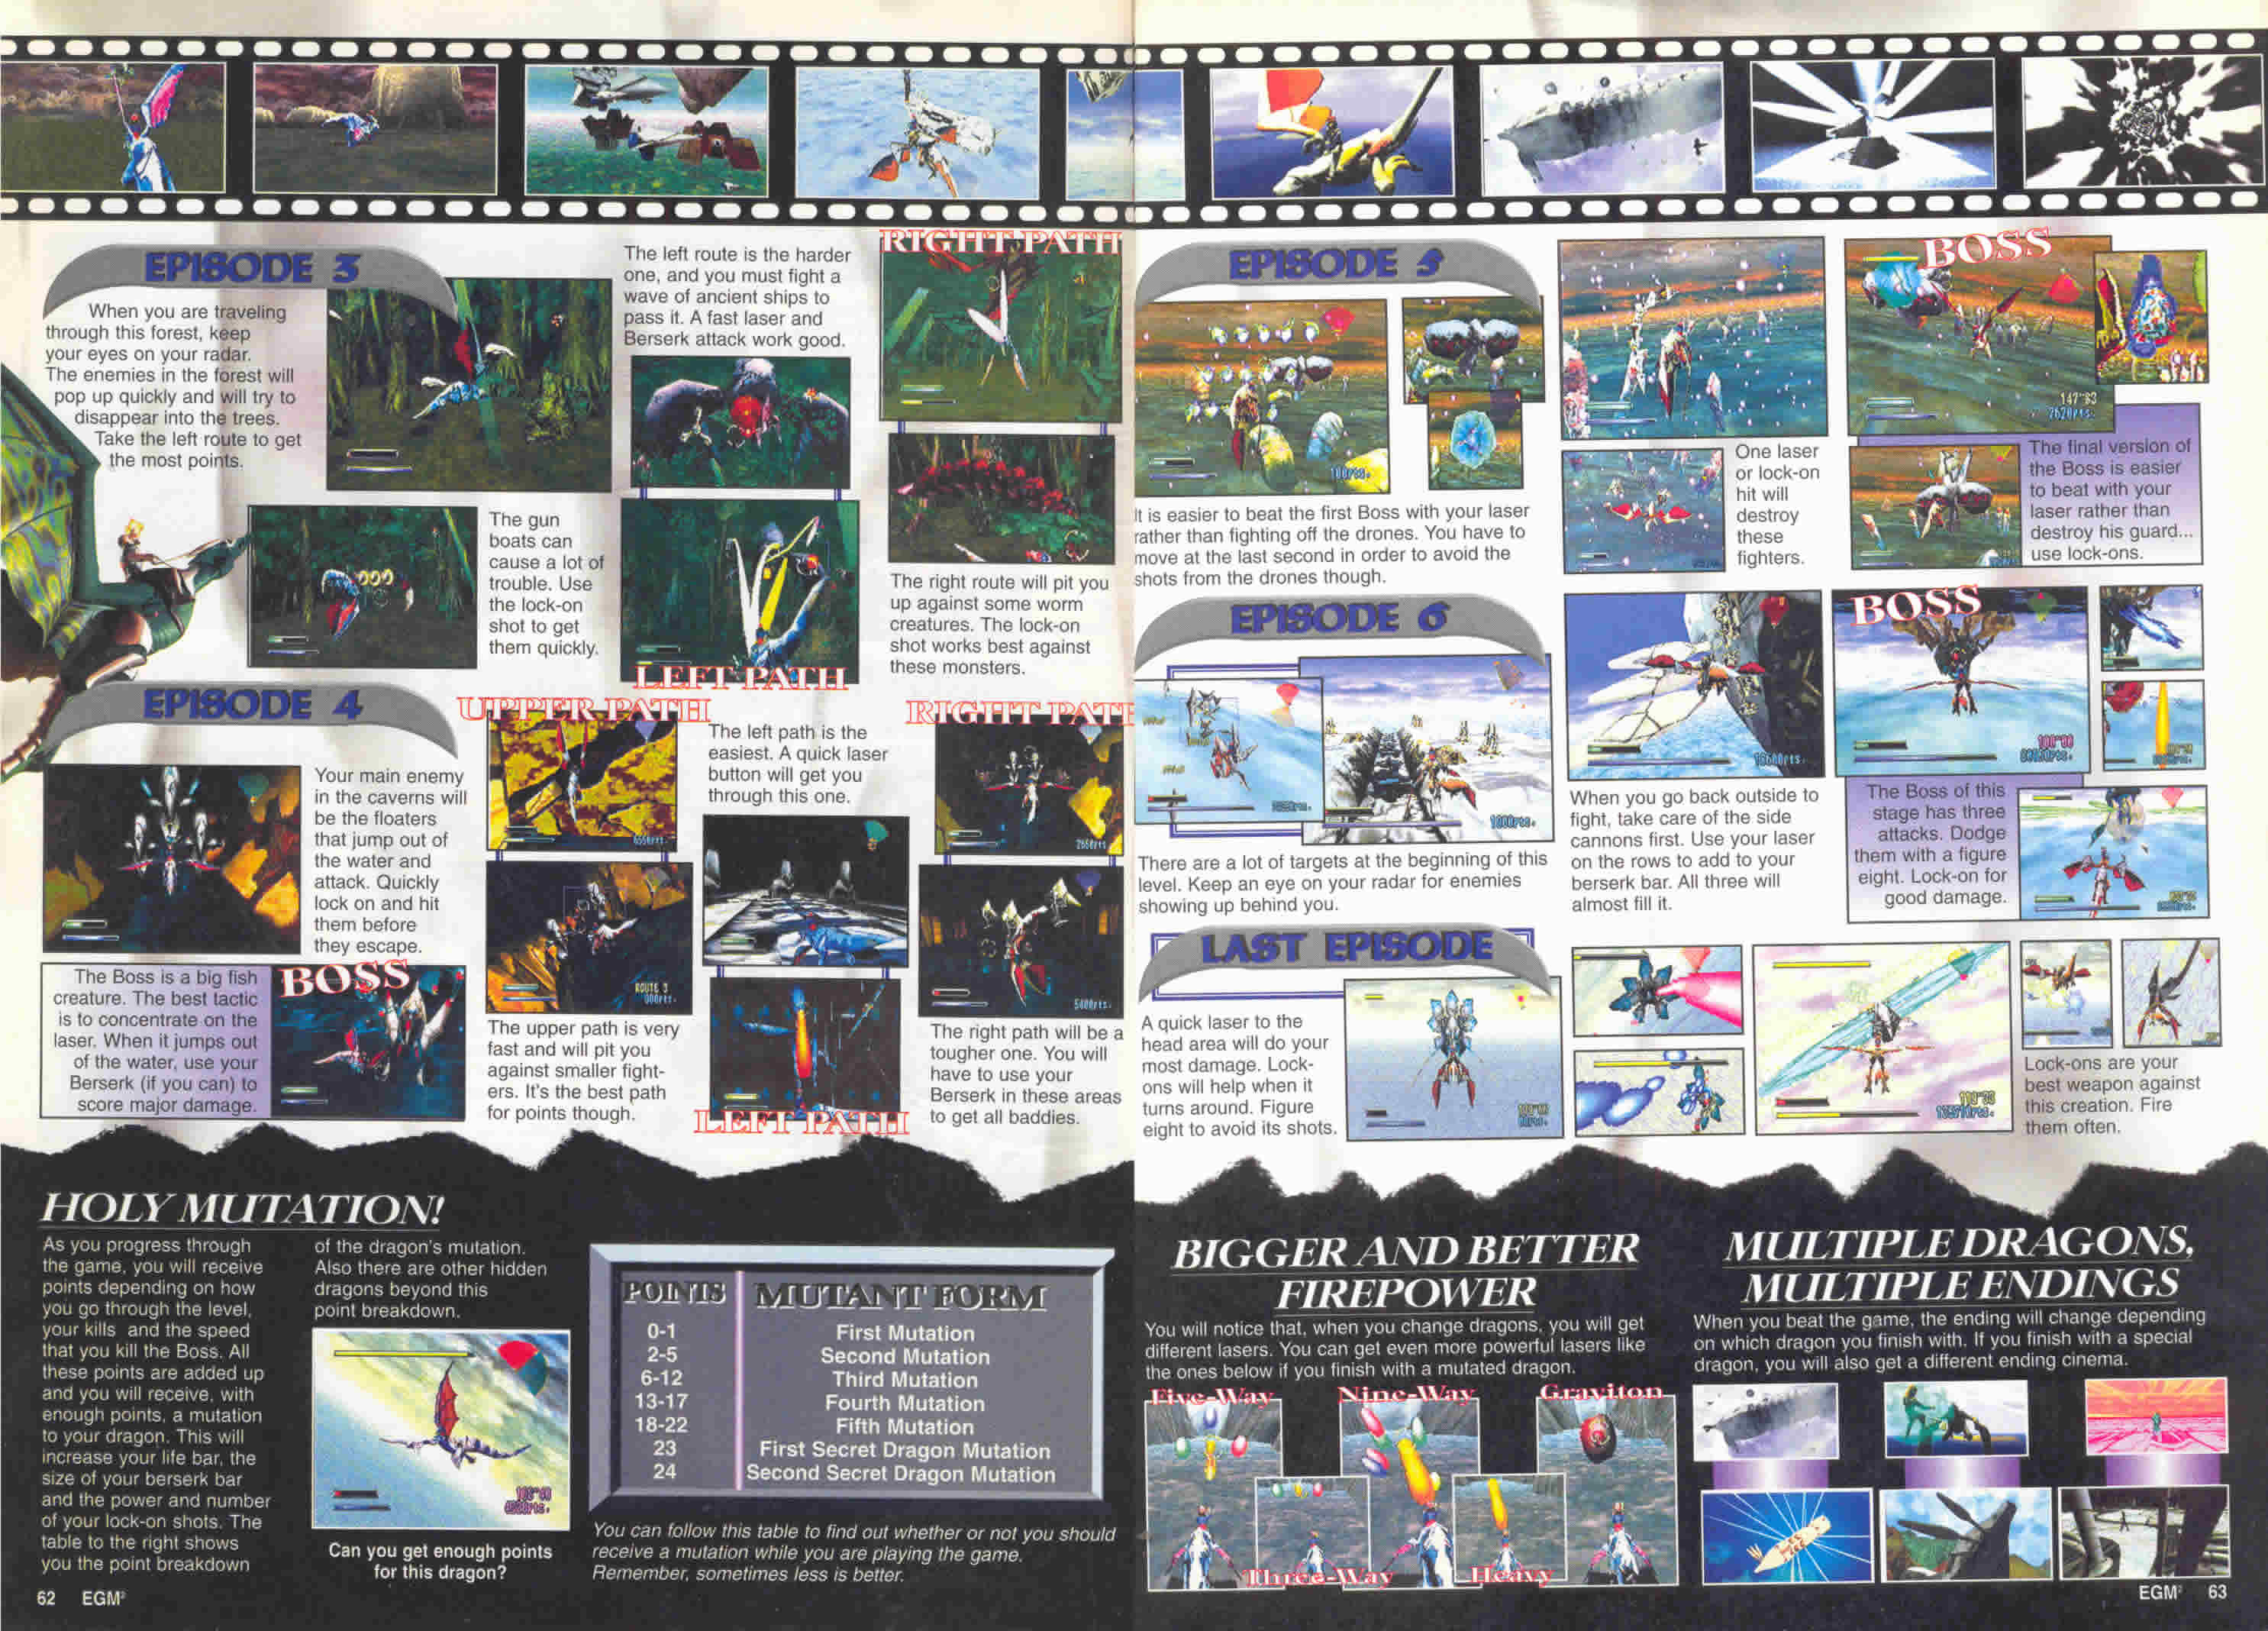 EPISODE 3
When you are traveling
through this forest, keep
your eyes on your radar.
The enemies in the forest will
pop up quickly and will try to
disappear into the trees.
Take the left route to get
the most points.
The gun
boats can
cause a lot of
trouble. Use
the lock-on
shot to get
them quickly.
The left route is the harder
one, and you must fight a
wave of ancient ships to
pass it. A fast laser and
Berserk attack work good.
LEFT PATH
RIGHT PATH
The right route will pit you
up against some worm
creatures. The lock-on
shot works best against
these monsters.
EPISODE 4
Your main enemy
in the caverns will
be the floaters
that jump out of
the water and
attack. Quickly
lock on and hit
them before
they escape.
The Boss is a big fish
creature. The best tactic
is to concentrate on the
laser. When it jumps out
of the water, use your
Berserk (if you can) to
score major damage.
BOSS
UPPER PATH
ROUTE 3
The upper path is very
fast and will pit you
against smaller fight-
ers. It's the best path
for points though.
The left path is the
easiest. A quick laser
button will get you
through this one.
LEFT PATH
RIGHT PATH
The right path will be a
tougher one. You will
have to use your
Berserk in these areas
to get all baddies.
EPISODE 5
100pts.
It is easier to beat the first Boss with your laser
rather than fighting off the drones. You have to
move at the last second in order to avoid the
shots from the drones though.
One laser
or lock-on
hit will
destroy
these
fighters.
BOSS
147"83
2620pts.
The final version of
the Boss is easier
to beat with your
laser rather than
destroy his guard...
use lock-ons.
EPISODE 6
1000pts.
There are a lot of targets at the beginning of this
level. Keep an eye on your radar for enemies
showing up behind you.
When you go back outside to
fight, take care of the side
cannons first. Use your laser
on the rows to add to your
berserk bar. All three will
almost fill it.
BOSS
The Boss of this
stage has three
attacks. Dodge
them with a figure
eight. Lock-on for
good damage.
LAST EPISODE
A quick laser to the
head area will do your
most damage. Lock-
ons will help when it
turns around. Figure
eight to avoid its shots.
Lock-ons are your
best weapon against
this creation. Fire
them often.
HOLY MUTATION!
As you progress through
the game, you will receive
points depending on how
you go through the level,
your kills and the speed
that you kill the Boss. All
these points are added up
and you will receive, with
enough points, a mutation
to your dragon. This will
increase your life bar, the
size of your berserk bar
and the power and number
of your lock-on shots. The
table to the right shows
you the point breakdown
of the dragon's mutation.
Also there are other hidden
dragons beyond this
point breakdown.
Can you get enough points
for this dragon?
POINTS MUTANT FORM
0-1 First Mutation
2-5 Second Mutation
6-12 Third Mutation
13-17 Fourth Mutation
18-22 Fifth Mutation
23 First Secret Dragon Mutation
24 Second Secret Dragon Mutation
You can follow this table to find out whether or not you should
receive a mutation while you are playing the game.
Remember, sometimes less is better.
BIGGER AND BETTER
FIREPOWER
You will notice that, when you change dragons, you will get
different lasers. You can get even more powerful lasers like
the ones below if you finish with a mutated dragon.
Five-Way
Nine-Way
Graviton
Three-Way
Heavy
MULTIPLE DRAGONS,
MULTIPLE ENDINGS
When you beat the game, the ending will change depending
on which dragon you finish with. If you finish with a special
dragon, you will also get a different ending cinema.
62 EGM²
EGM² 63